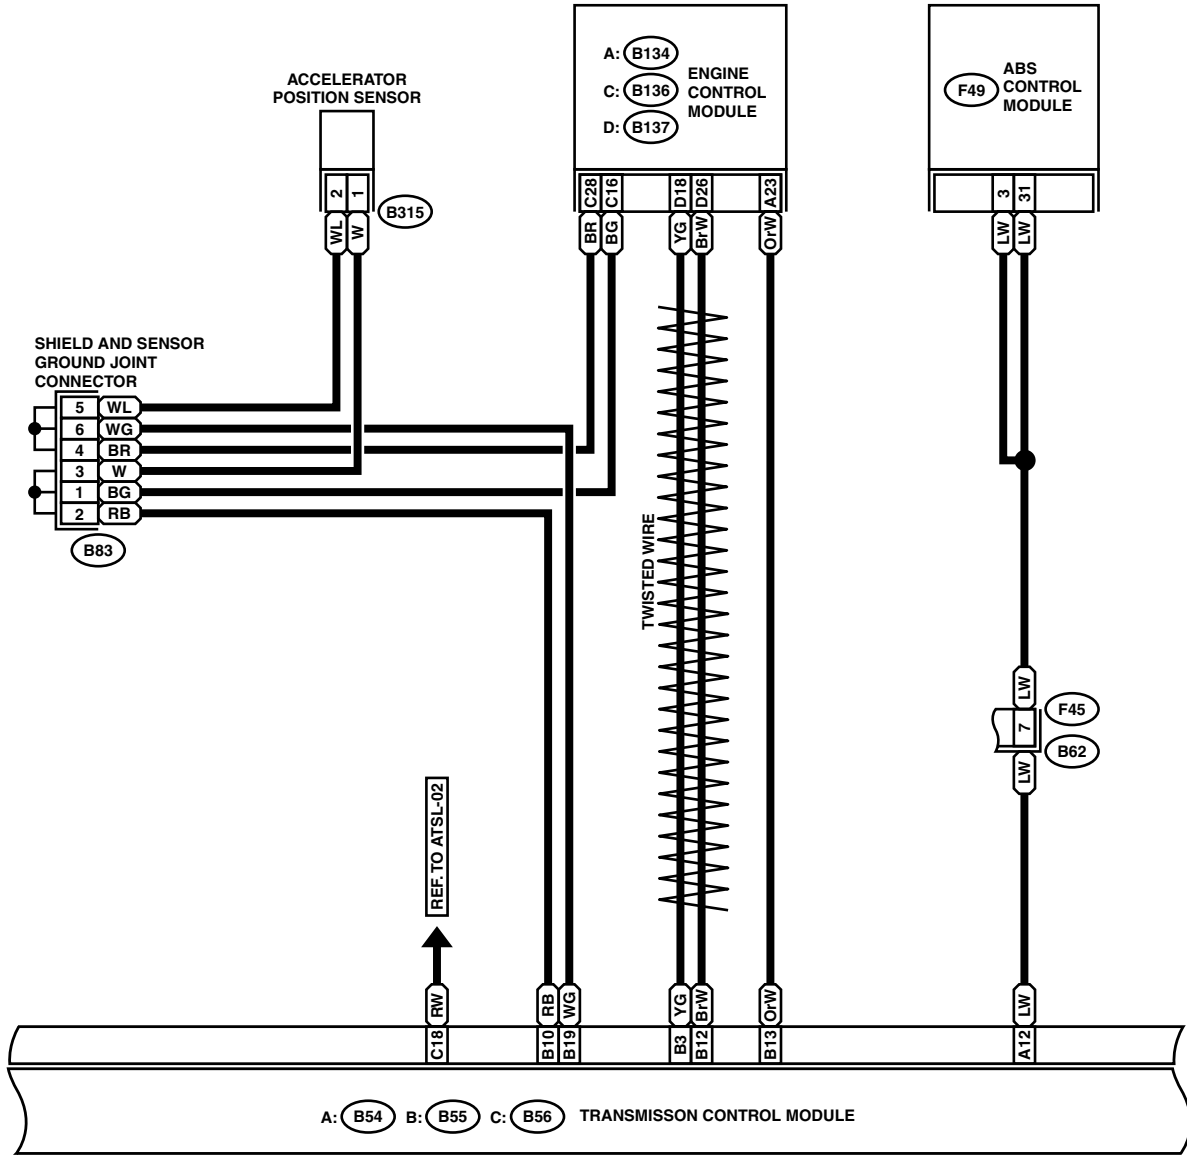 ACCELERATOR
POSITION SENSOR
2
1
B315
WL
W
A: B134
C: B136
D: B137
ENGINE
CONTROL
MODULE
C28
C16
D18
D26
A23
BR
BG
YG
BrW
OrW
F49
ABS
CONTROL
MODULE
3
31
LW
LW
SHIELD AND SENSOR
GROUND JOINT
CONNECTOR
5 WL
6 WG
4 BR
3 W
1 BG
2 RB
B83
TWISTED WIRE
LW
7
F45
B62
LW
REF. TO ATSL-02
RW
RB
WG
YG
BrW
OrW
LW
C18
B10
B19
B3
B12
B13
A12
A: B54 B: B55 C: B56 TRANSMISSON CONTROL MODULE